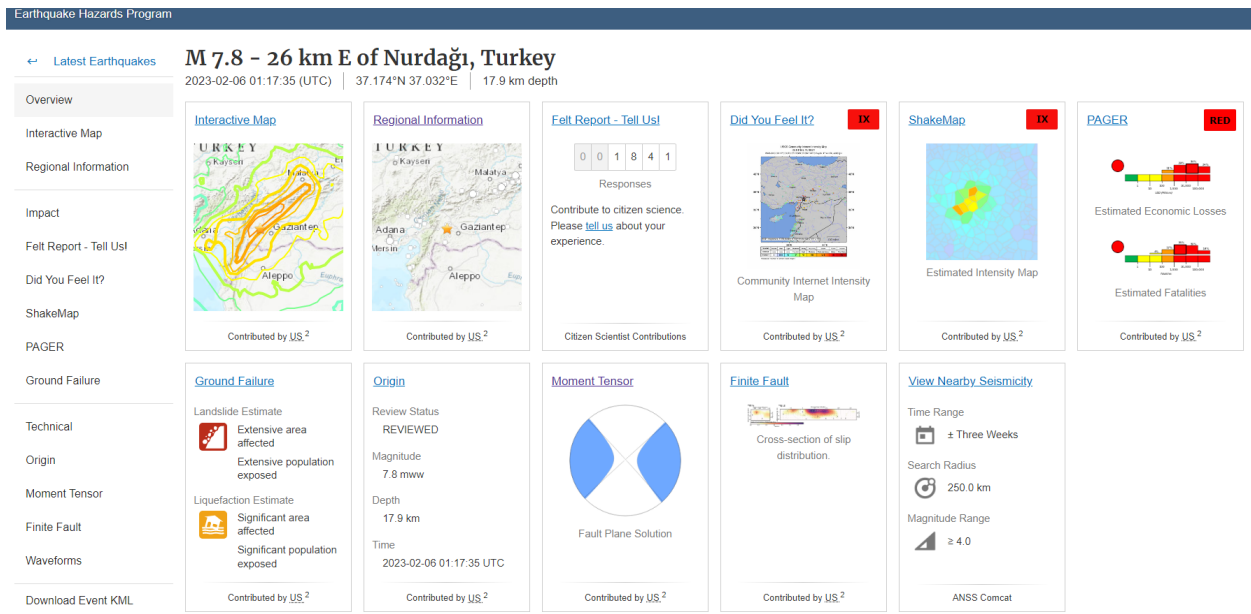 Earthquake Hazards Program
← Latest Earthquakes
Overview
Interactive Map
Regional Information
Impact
Felt Report - Tell Us!
Did You Feel It?
ShakeMap
PAGER
Ground Failure
Technical
Origin
Moment Tensor
Finite Fault
Waveforms
Download Event KML
M 7.8 - 26 km E of Nurdağı, Turkey
2023-02-06 01:17:35 (UTC) | 37.174°N 37.032°E | 17.9 km depth
Interactive Map
TURKEY
Kayseri
Malatya
Adana
Gaziantep
Aleppo
Contributed by US 2
Regional Information
TURKEY
Kayseri
Malatya
Adana
Gaziantep
Mersin
Aleppo
Contributed by US 2
Felt Report - Tell Us!
0 0 1 8 4 1
Responses
Contribute to citizen science.
Please tell us about your
experience.
Citizen Scientist Contributions
Did You Feel It?
IX
Community Internet Intensity
Map
Contributed by US 2
ShakeMap
IX
Estimated Intensity Map
Contributed by US 2
PAGER
RED
Estimated Economic Losses
Estimated Fatalities
Contributed by US 2
Ground Failure
Landslide Estimate
Extensive area
affected
Extensive population
exposed
Liquefaction Estimate
Significant area
affected
Significant population
exposed
Contributed by US 2
Origin
Review Status
REVIEWED
Magnitude
7.8 mww
Depth
17.9 km
Time
2023-02-06 01:17:35 UTC
Contributed by US 2
Moment Tensor
Fault Plane Solution
Contributed by US 2
Finite Fault
Cross-section of slip
distribution.
Contributed by US 2
View Nearby Seismicity
Time Range
± Three Weeks
Search Radius
250.0 km
Magnitude Range
≥ 4.0
ANSS Comcat